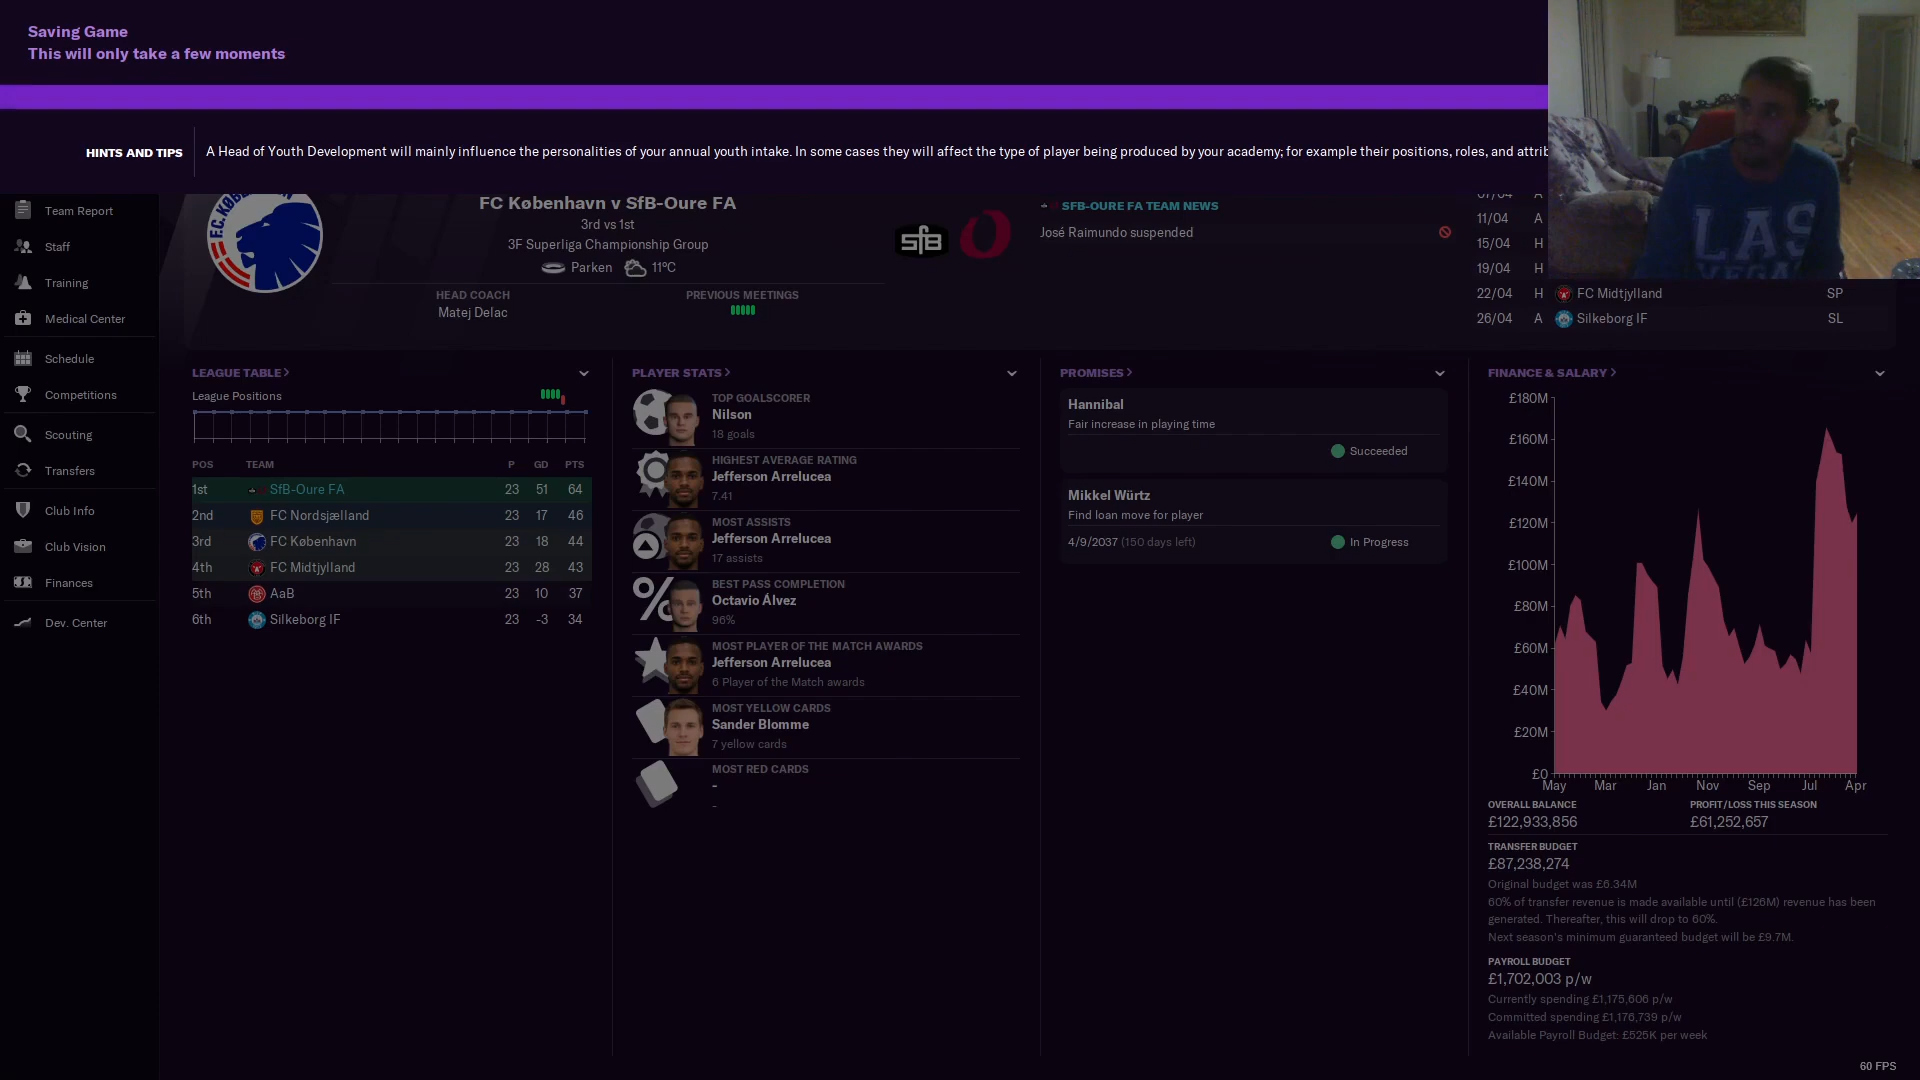 Saving Game
This will only take a few moments
HINTS AND TIPS
A Head of Youth Development will mainly influence the personalities of your annual youth intake. In some cases they will affect the type of player being produced by your academy; for example their positions, roles, and attrib
Team Report
Staff
Training
Medical Center
Schedule
Competitions
Scouting
Transfers
Club Info
Club Vision
Finances
Dev. Center
FC København v SfB-Oure FA
3rd vs 1st
3F Superliga Championship Group
Parken 11°C
HEAD COACH
Matej Delac
PREVIOUS MEETINGS
sfB
SFB-OURE FA TEAM NEWS
José Raimundo suspended
07/04 A
11/04 A
15/04 H
19/04 H
22/04 H FC Midtjylland SP
26/04 A Silkeborg IF SL
LAS
VEGAS
LEAGUE TABLE
League Positions
POS TEAM P GD PTS
1st SfB-Oure FA 23 51 64
2nd FC Nordsjælland 23 17 46
3rd FC København 23 18 44
4th FC Midtjylland 23 28 43
5th AaB 23 10 37
6th Silkeborg IF 23 -3 34
PLAYER STATS
TOP GOALSCORER
Nilson
18 goals
HIGHEST AVERAGE RATING
Jefferson Arrelucea
7.41
MOST ASSISTS
Jefferson Arrelucea
17 assists
BEST PASS COMPLETION
Octavio Álvez
96%
MOST PLAYER OF THE MATCH AWARDS
Jefferson Arrelucea
6 Player of the Match awards
MOST YELLOW CARDS
Sander Blomme
7 yellow cards
MOST RED CARDS
-
-
PROMISES
Hannibal
Fair increase in playing time
Succeeded
Mikkel Würtz
Find loan move for player
4/9/2037 (150 days left) In Progress
FINANCE & SALARY
£180M
£160M
£140M
£120M
£100M
£80M
£60M
£40M
£20M
£0
May Mar Jan Nov Sep Jul Apr
OVERALL BALANCE
£122,933,856
PROFIT/LOSS THIS SEASON
£61,252,657
TRANSFER BUDGET
£87,238,274
Original budget was £6.34M
60% of transfer revenue is made available until (£126M) revenue has been
generated. Thereafter, this will drop to 60%.
Next season's minimum guaranteed budget will be £9.7M.
PAYROLL BUDGET
£1,702,003 p/w
Currently spending £1,175,606 p/w
Committed spending £1,176,739 p/w
Available Payroll Budget: £525K per week
60 FPS